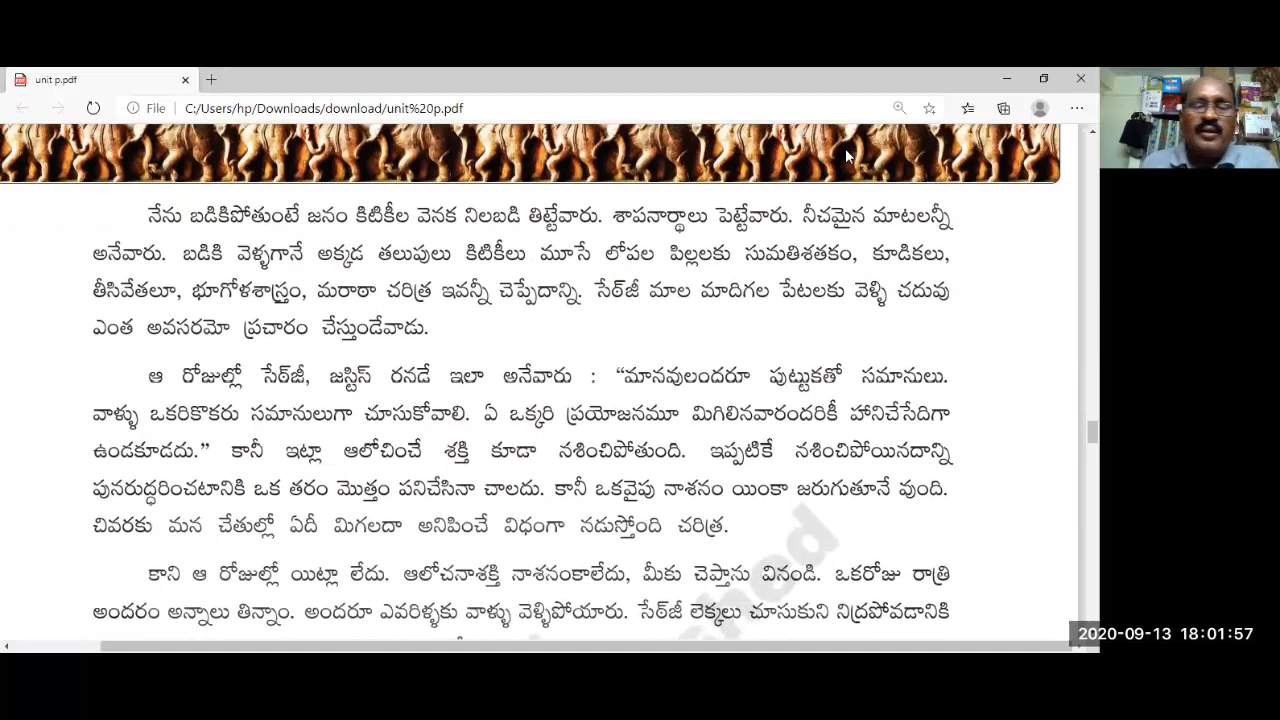 unit p.pdf
File
C:/Users/hp/Downloads/download/unit%20p.pdf
నేను బడికిపోతుంటే జనం కిటికీల వెనక నిలబడి తిట్టేవారు. శాపనార్థాలు పెట్టేవారు. నీచమైన మాటలన్నీ
అనేవారు. బడికి వెళ్ళగానే అక్కడ తలుపులు కిటికీలు మూసే లోపల పిల్లలకు సుమతిశతకం, కూడికలు,
తీసివేతలూ, భూగోళశాస్త్రం, మరాఠా చరిత్ర ఇవన్నీ చెప్పేదాన్ని. సేఠ్‌జీ మాల మాదిగల పేటలకు వెళ్ళి చదువు
ఎంత అవసరమో ప్రచారం చేస్తుండేవాడు.
ఆ రోజుల్లో సేఠ్‌జీ, జస్టిస్ రనడే ఇలా అనేవారు : “మానవులందరూ పుట్టుకతో సమానులు.
వాళ్ళు ఒకరికొకరు సమానులుగా చూసుకోవాలి. ఏ ఒక్కరి ప్రయోజనమూ మిగిలినవారందరికీ హానిచేసేదిగా
ఉండకూడదు.” కానీ ఇట్లా ఆలోచించే శక్తి కూడా నశించిపోతుంది. ఇప్పటికే నశించిపోయినదాన్ని
పునరుద్ధరించటానికి ఒక తరం మొత్తం పనిచేసినా చాలదు. కానీ ఒకవైపు నాశనం యింకా జరుగుతూనే వుంది.
చివరకు మన చేతుల్లో ఏదీ మిగలదా అనిపించే విధంగా నడుస్తోంది చరిత్ర.
కాని ఆ రోజుల్లో యిట్లా లేదు. ఆలోచనాశక్తి నాశనంకాలేదు, మీకు చెప్తాను వినండి. ఒకరోజు రాత్రి
అందరం అన్నాలు తిన్నాం. అందరూ ఎవరిళ్ళకు వాళ్ళు వెళ్ళిపోయారు. సేఠ్‌జీ లెక్కలు చూసుకుని నిద్రపోవడానికి
2020-09-13 18:01:57